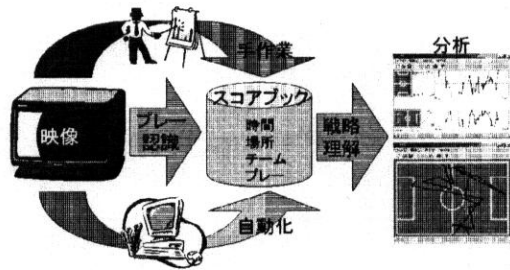 手作業
分析
スコアブック
映像
プレー
認識
時間
場所
チーム
プレー
戦略
理解
自動化